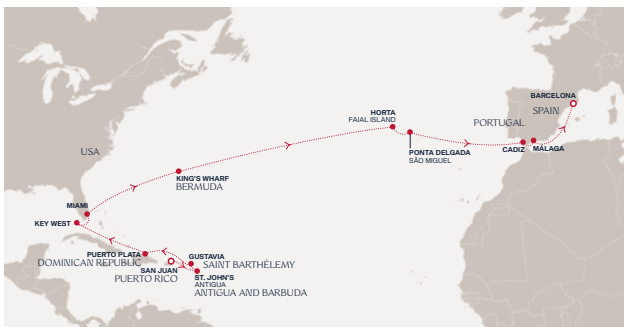 BARCELONA
SPAIN
HORTA
FAIAL ISLAND
PORTUGAL
CADIZ
MÁLAGA
PONTA DELGADA
SÃO MIGUEL
USA
KING'S WHARF
BERMUDA
MIAMI
KEY WEST
PUERTO PLATA
DOMINICAN REPUBLIC
GUSTAVIA
SAINT BARTHÉLEMY
SAN JUAN
PUERTO RICO
ST. JOHN'S
ANTIGUA
ANTIGUA AND BARBUDA